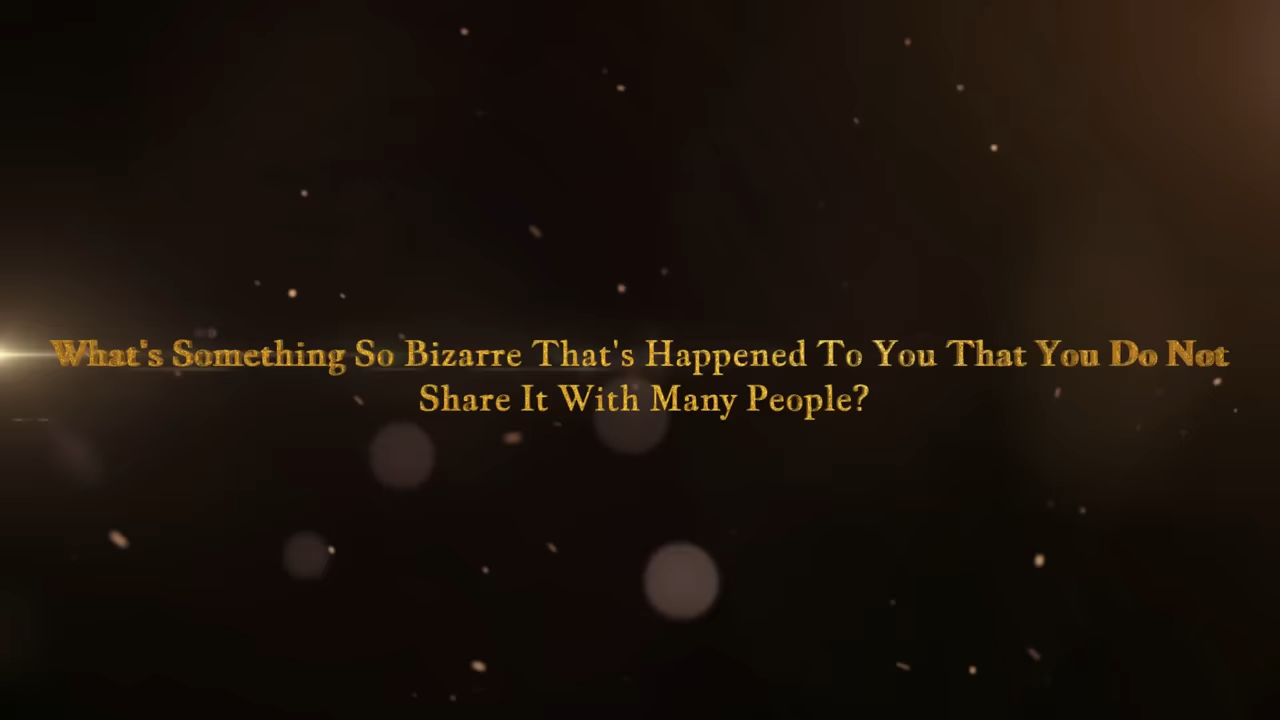 What's Something So Bizarre That's Happened To You That You Do Not
Share It With Many People?